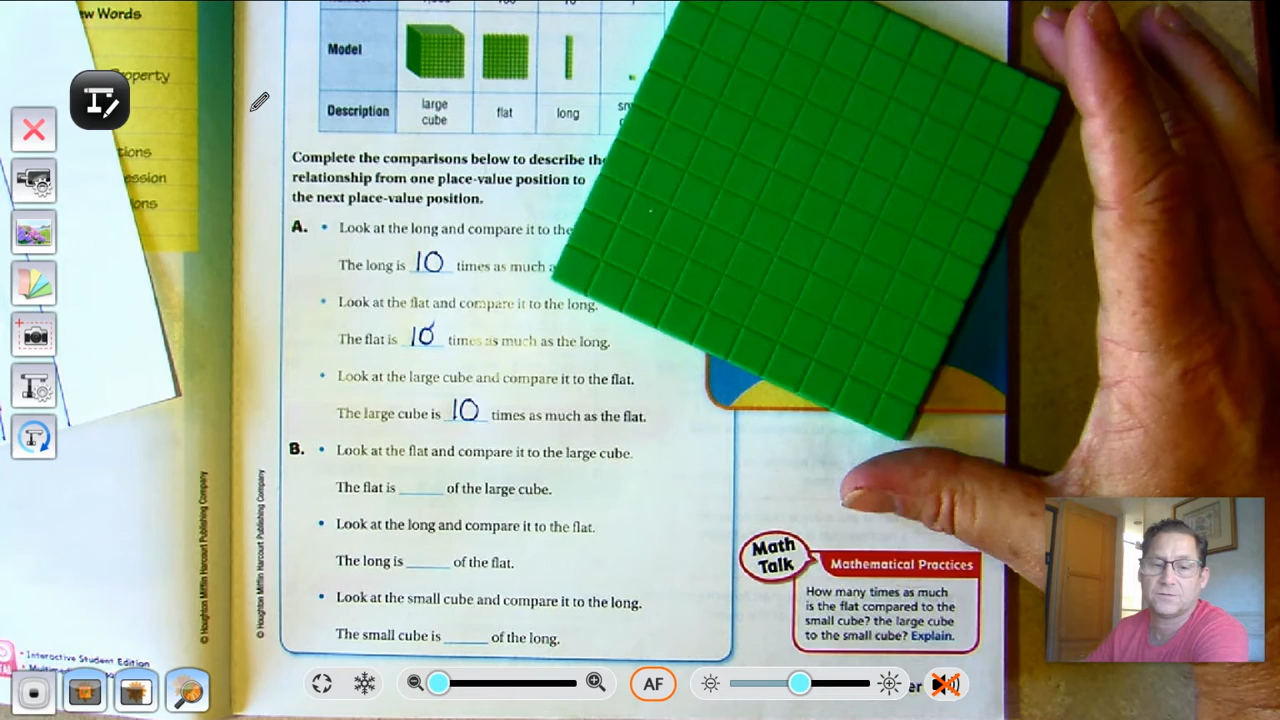 ew Words
operty
tions
ession
ions
Model
Description
large
cube
flat
long
Complete the comparisons below to describe the
relationship from one place-value position to
the next place-value position.
A. • Look at the long and compare it to the
The long is 10 times as much a
• Look at the flat and compare it to the long.
The flat is 10 times as much as the long.
• Look at the large cube and compare it to the flat.
The large cube is 10 times as much as the flat.
B. • Look at the flat and compare it to the large cube.
The flat is _____ of the large cube.
• Look at the long and compare it to the flat.
The long is _____ of the flat.
• Look at the small cube and compare it to the long.
The small cube is _____ of the long.
© Houghton Mifflin Harcourt Publishing Company
© Houghton Mifflin Harcourt Publishing Company
Math
Talk
Mathematical Practices
How many times as much
is the flat compared to the
small cube? the large cube
to the small cube? Explain.
* Interactive Student Edition
AF
er